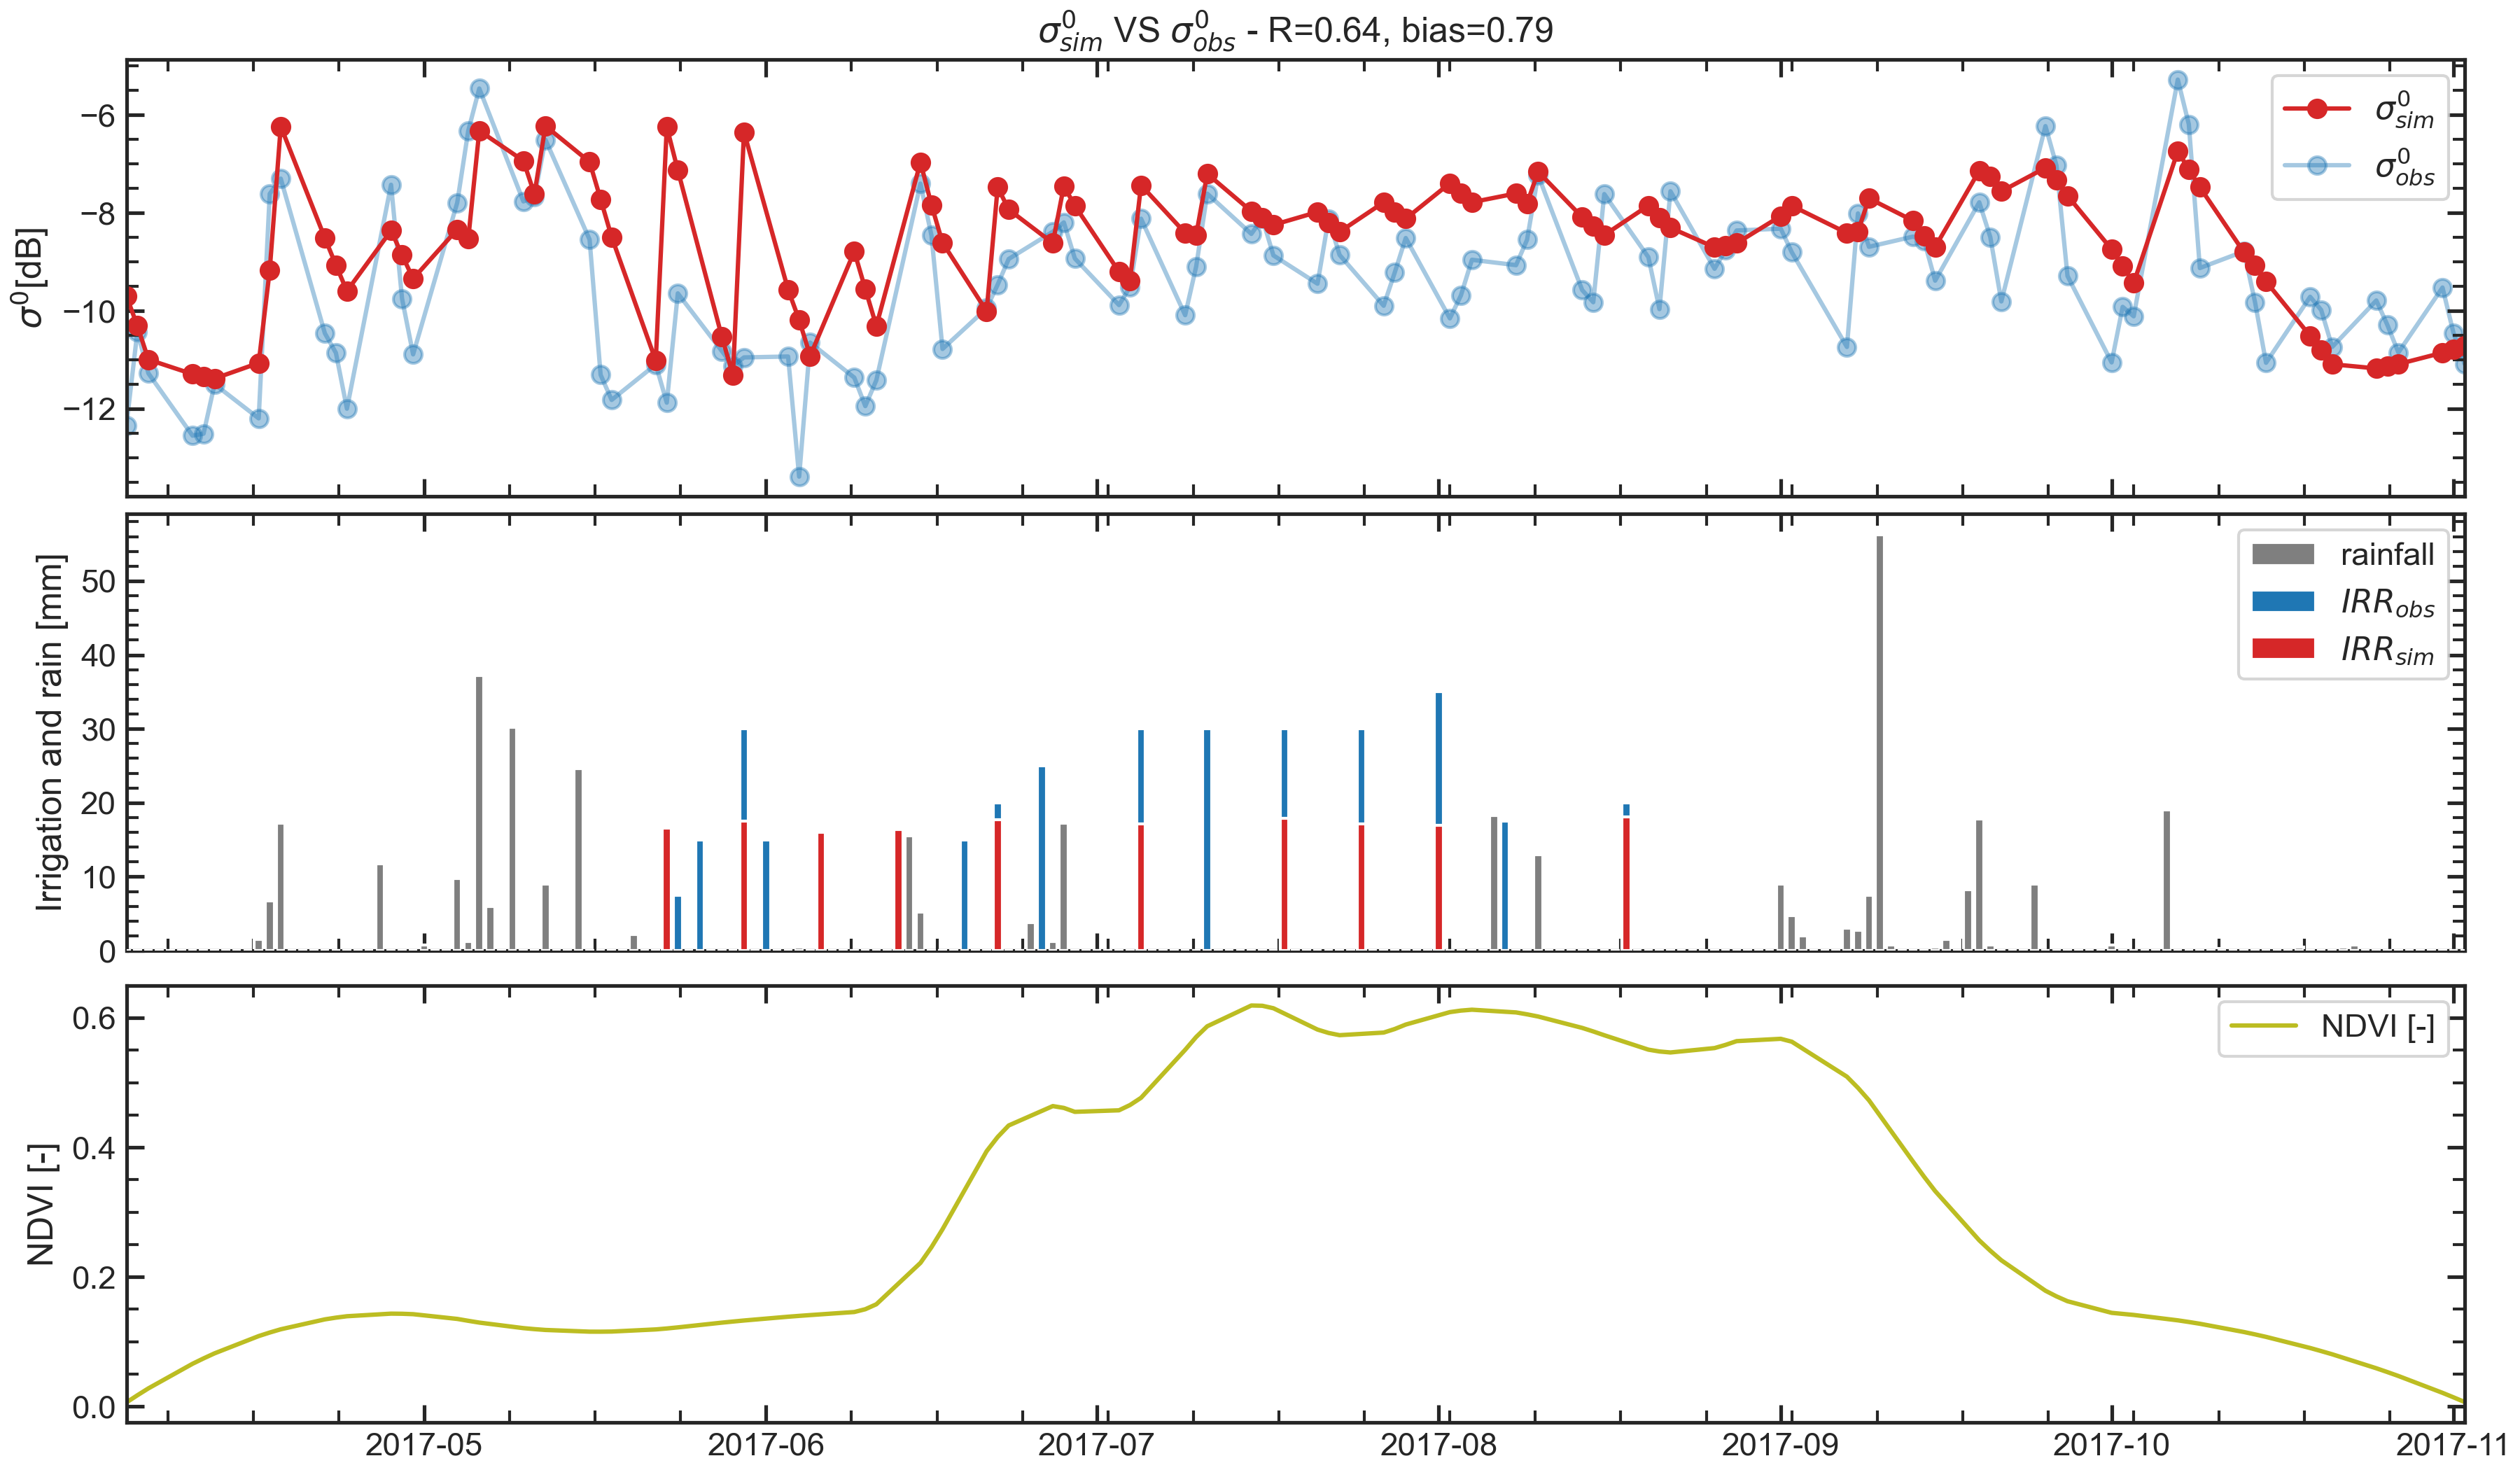 σ⁰sim VS σ⁰obs - R=0.64, bias=0.79
σ⁰[dB]
−6
−8
−10
−12
σ⁰sim
σ⁰obs
Irrigation and rain [mm]
50
40
30
20
10
0
rainfall
IRRobs
IRRsim
NDVI [-]
0.6
0.4
0.2
0.0
NDVI [-]
2017-05 2017-06 2017-07 2017-08 2017-09 2017-10 2017-11